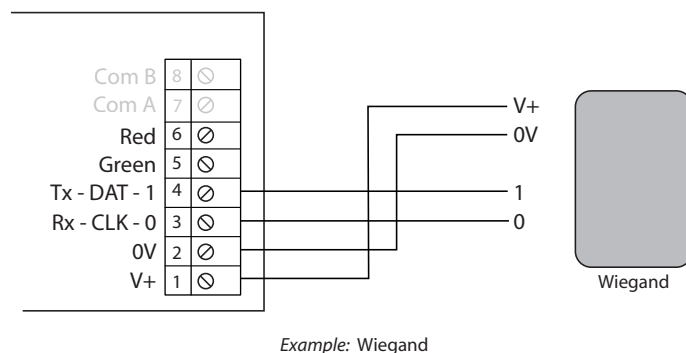 Com B 8
Com A 7
Red 6
Green 5
Tx - DAT - 1 4
Rx - CLK - 0 3
0V 2
V+ 1
V+
0V
1
0
Wiegand
Example: Wiegand